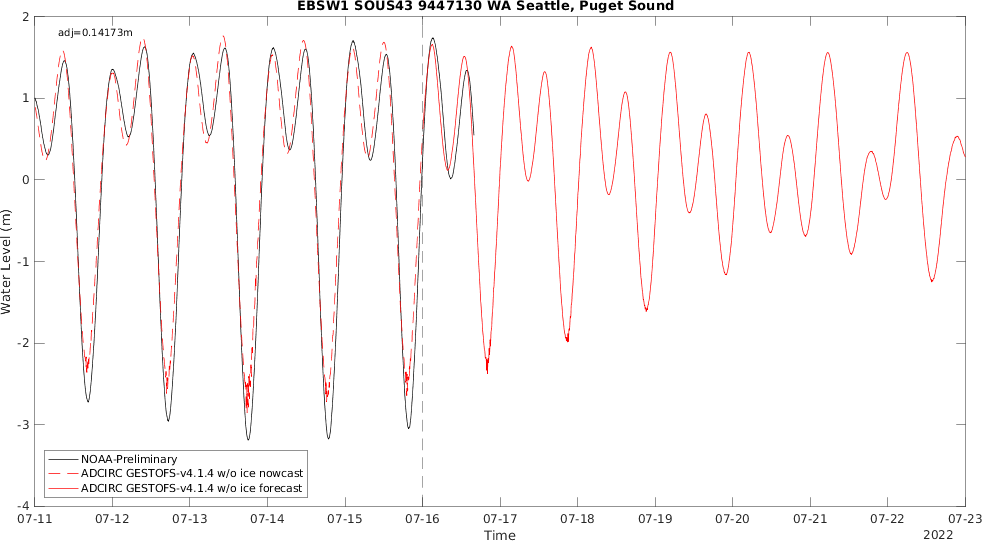 EBSW1 SOUS43 9447130 WA Seattle, Puget Sound
adj=0.14173m
2
1
0
-1
-2
-3
-4
Water Level (m)
NOAA-Preliminary
ADCIRC GESTOFS-v4.1.4 w/o ice nowcast
ADCIRC GESTOFS-v4.1.4 w/o ice forecast
07-11 07-12 07-13 07-14 07-15 07-16 07-17 07-18 07-19 07-20 07-21 07-22 07-23
Time
2022